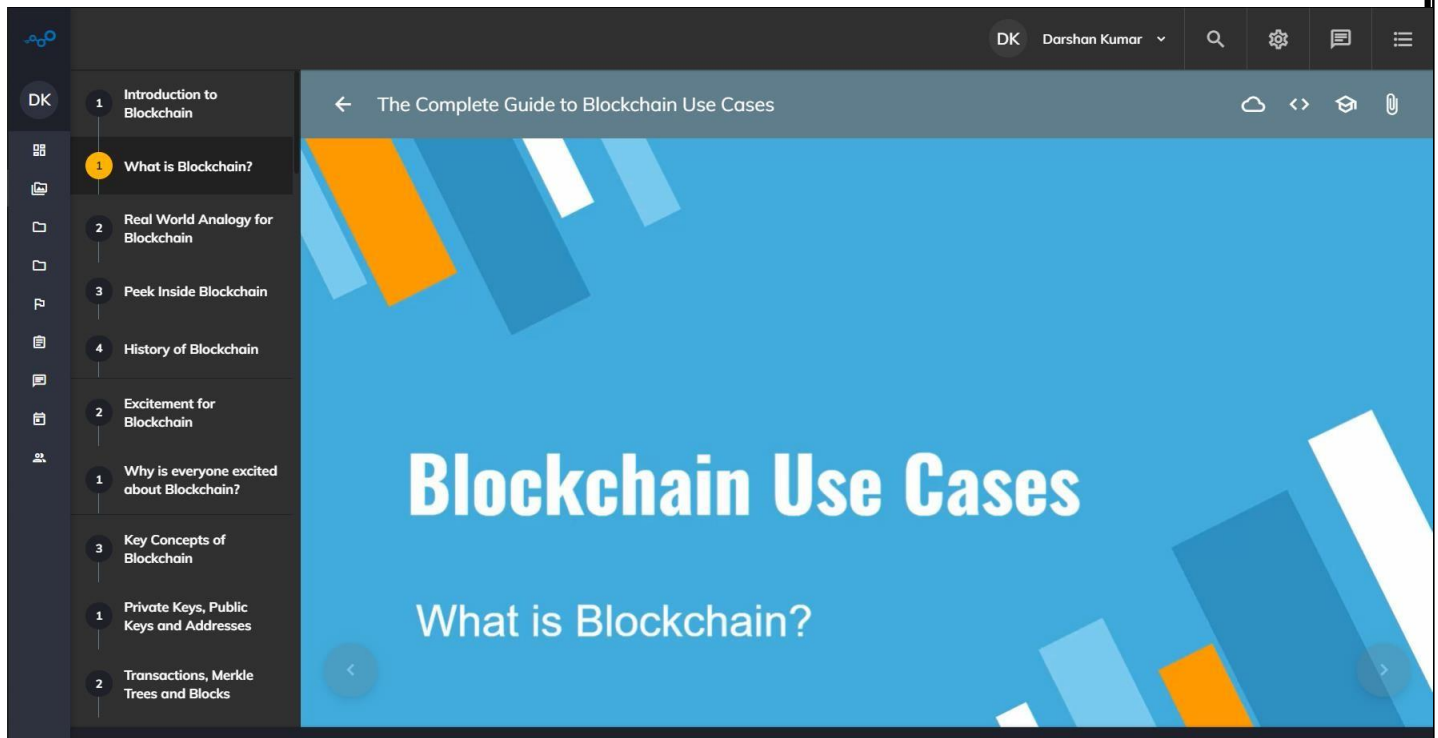 DK Darshan Kumar
DK
1 Introduction to
Blockchain
1 What is Blockchain?
2 Real World Analogy for
Blockchain
3 Peek Inside Blockchain
4 History of Blockchain
2 Excitement for
Blockchain
1 Why is everyone excited
about Blockchain?
3 Key Concepts of
Blockchain
1 Private Keys, Public
Keys and Addresses
2 Transactions, Merkle
Trees and Blocks
The Complete Guide to Blockchain Use Cases
Blockchain Use Cases
What is Blockchain?